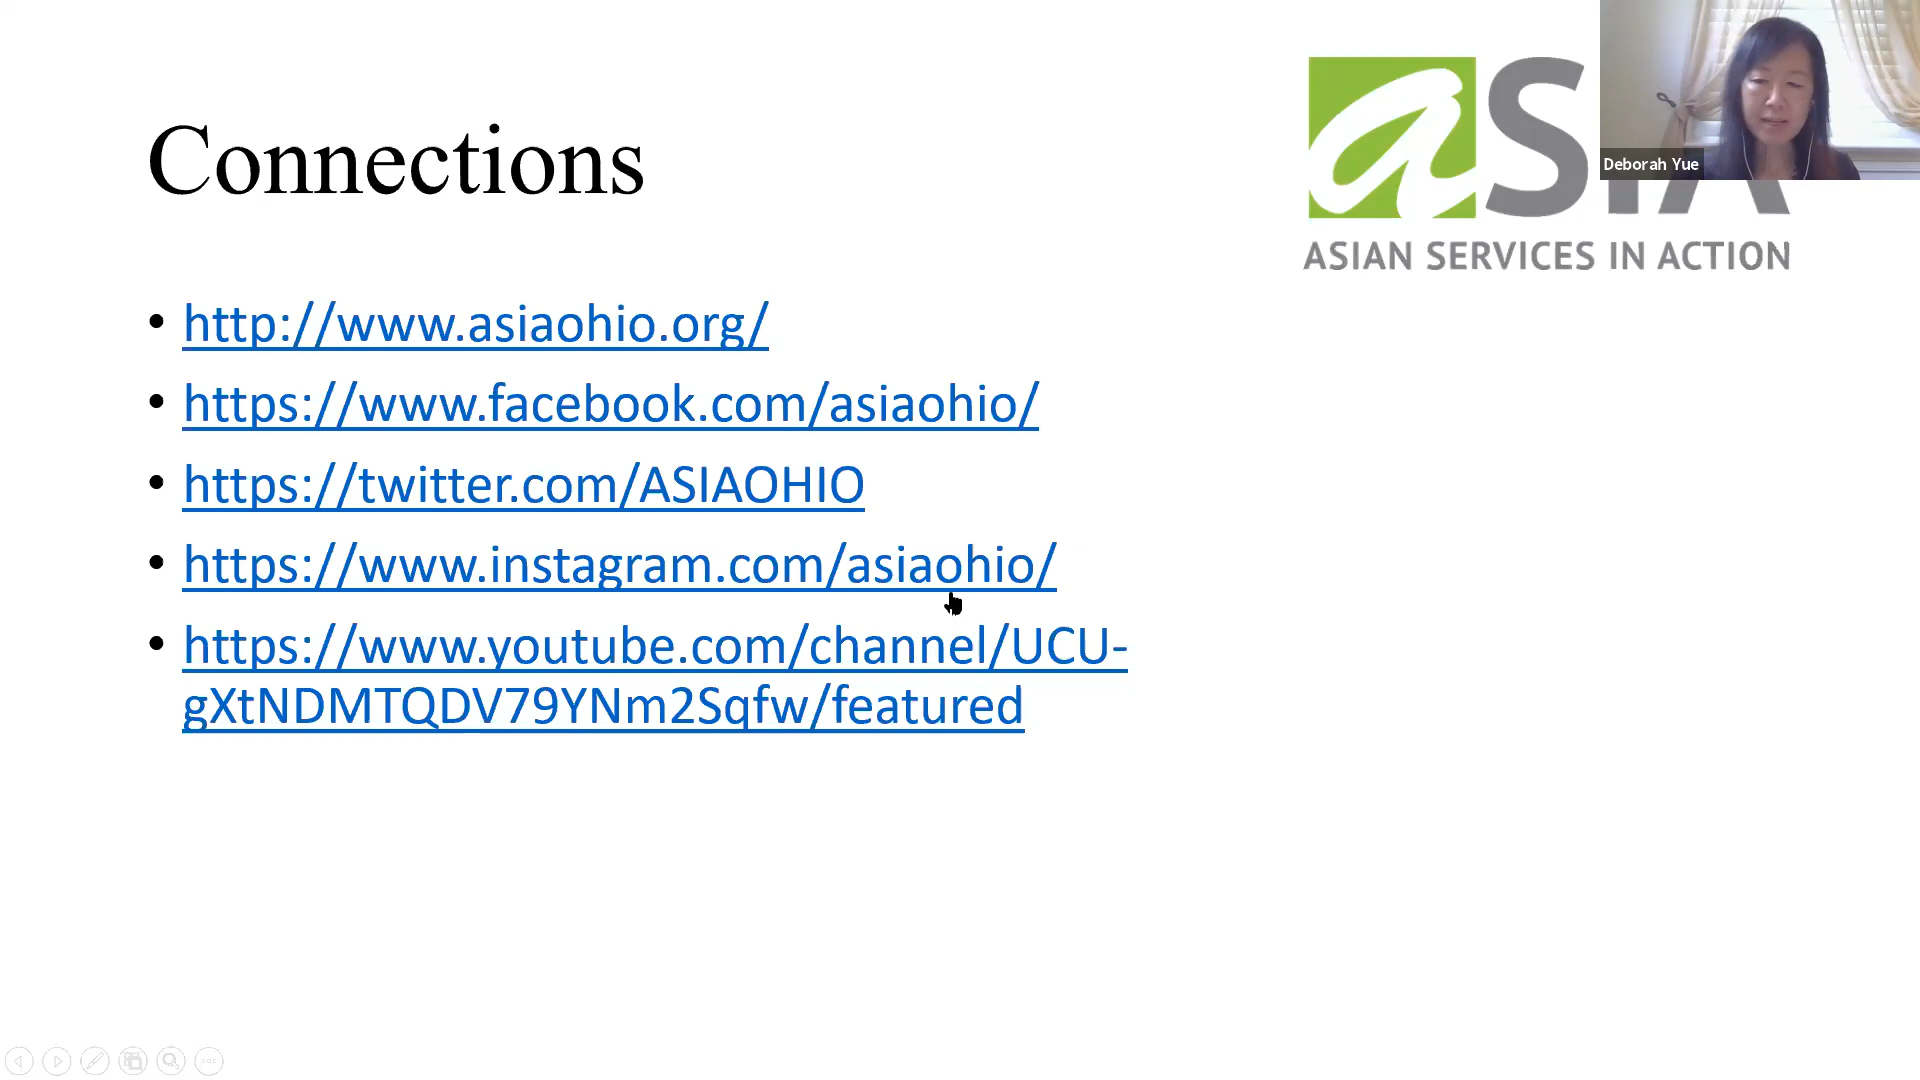 Connections
aSIA
ASIAN SERVICES IN ACTION
Deborah Yue
• http://www.asiaohio.org/
• https://www.facebook.com/asiaohio/
• https://twitter.com/ASIAOHIO
• https://www.instagram.com/asiaohio/
• https://www.youtube.com/channel/UCU-
gXtNDMTQDV79YNm2Sqfw/featured